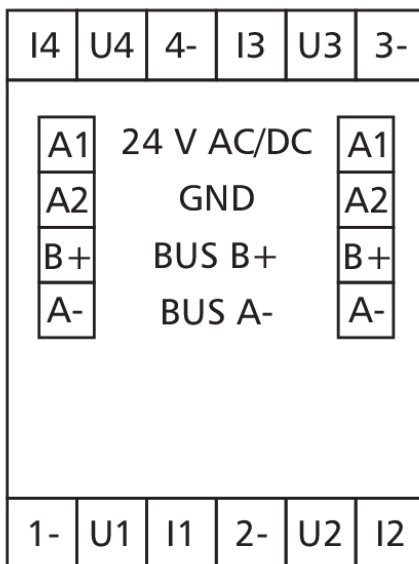 I4 U4 4- I3 U3 3-
A1 24 V AC/DC A1
A2 GND A2
B+ BUS B+ B+
A- BUS A- A-
1- U1 I1 2- U2 I2